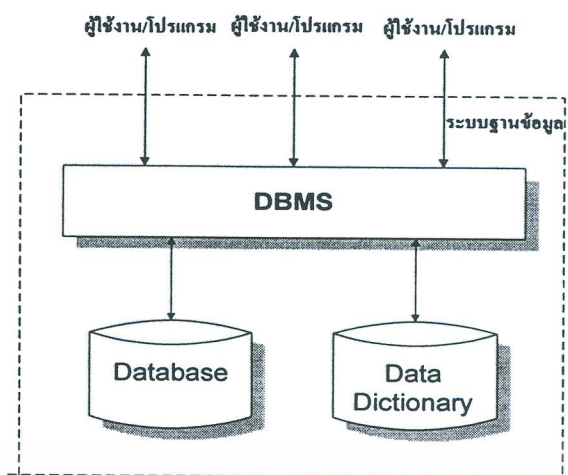 ผู้ใช้งาน/โปรแกรม ผู้ใช้งาน/โปรแกรม ผู้ใช้งาน/โปรแกรม
ระบบฐานข้อมูล
DBMS
Database
Data
Dictionary